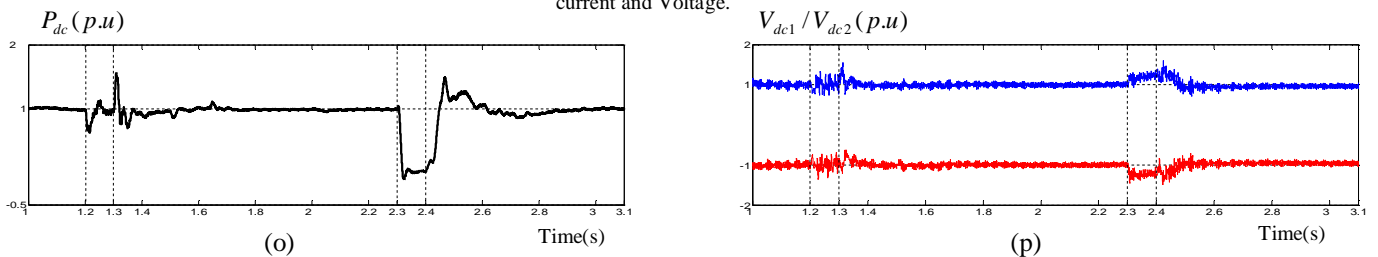 current and Voltage.
P_dc (p.u)
2
1
-0.5
1 1.2 1.3 1.4 1.6 1.8 2 2.2 2.3 2.4 2.6 2.8 3 3.1
Time(s)
(o)
V_dc1 /V_dc2 (p.u)
2
1
-1
-2
1 1.2 1.3 1.4 1.6 1.8 2 2.2 2.3 2.4 2.6 2.8 3 3.1
Time(s)
(p)